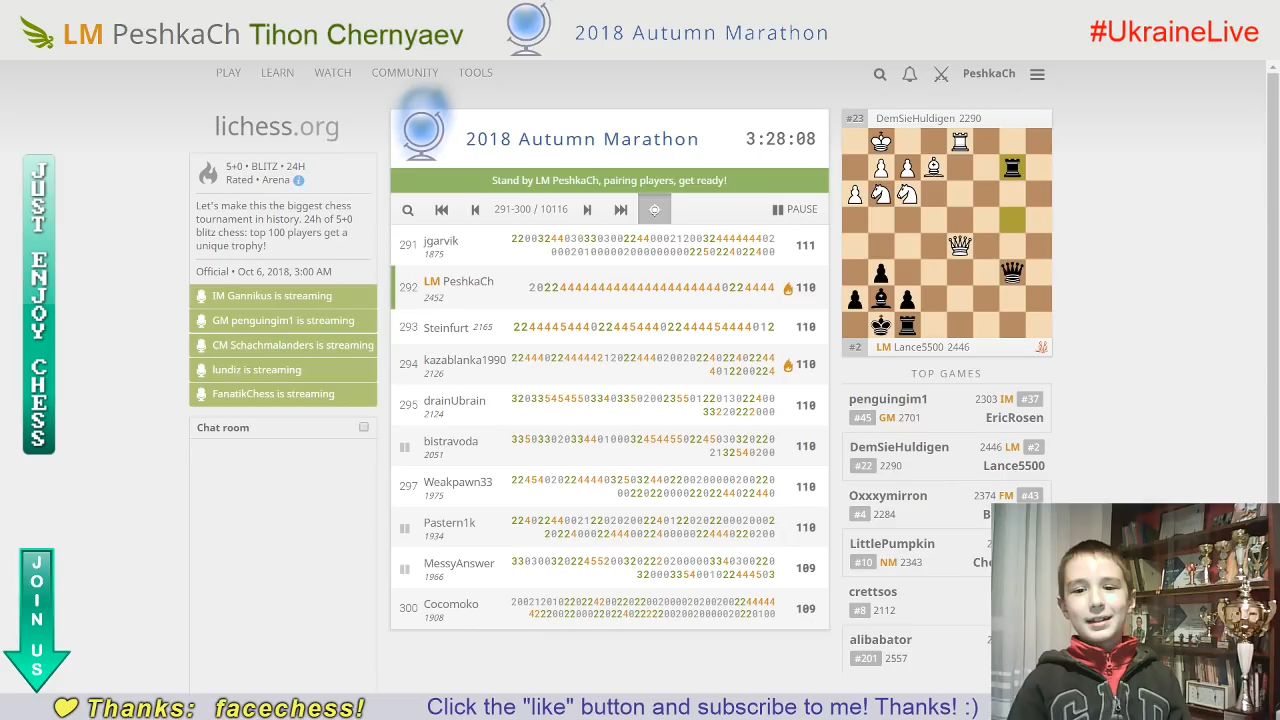 LM PeshkaCh Tihon Chernyaev
2018 Autumn Marathon
#UkraineLive
PLAY LEARN WATCH COMMUNITY TOOLS
PeshkaCh
lichess.org
5+0 • BLITZ • 24H
Rated • Arena
Let's make this the biggest chess
tournament in history. 24h of 5+0
blitz chess: top 100 players get a
unique trophy!
Official • Oct 6, 2018, 3:00 AM
IM Gannikus is streaming
GM penguingim1 is streaming
CM Schachmalanders is streaming
lundiz is streaming
FanatikChess is streaming
Chat room
JUST ENJOY CHESS
JOIN US
2018 Autumn Marathon 3:28:08
Stand by LM PeshkaCh, pairing players, get ready!
291-300 / 10116 PAUSE
291 jgarvik 111
1875
292 LM PeshkaCh 110
2452
293 Steinfurt 2165 110
294 kazablanka1990 110
2126
295 drainUbrain 110
2124
bistravoda 110
2051
297 Weakpawn33 110
1975
Pastern1k 110
1934
MessyAnswer 109
1966
300 Cocomoko 109
1908
#23 DemSieHuldigen 2290
#2 LM Lance5500 2446
TOP GAMES
penguingim1 2303 IM #37
#45 GM 2701 EricRosen
DemSieHuldigen 2446 LM #2
#22 2290 Lance5500
Oxxxymirron 2374 FM #43
#4 2284
LittlePumpkin
#10 NM 2343
crettsos
#8 2112
alibabator
#201 2557
Thanks: facechess!
Click the "like" button and subscribe to me! Thanks! :)